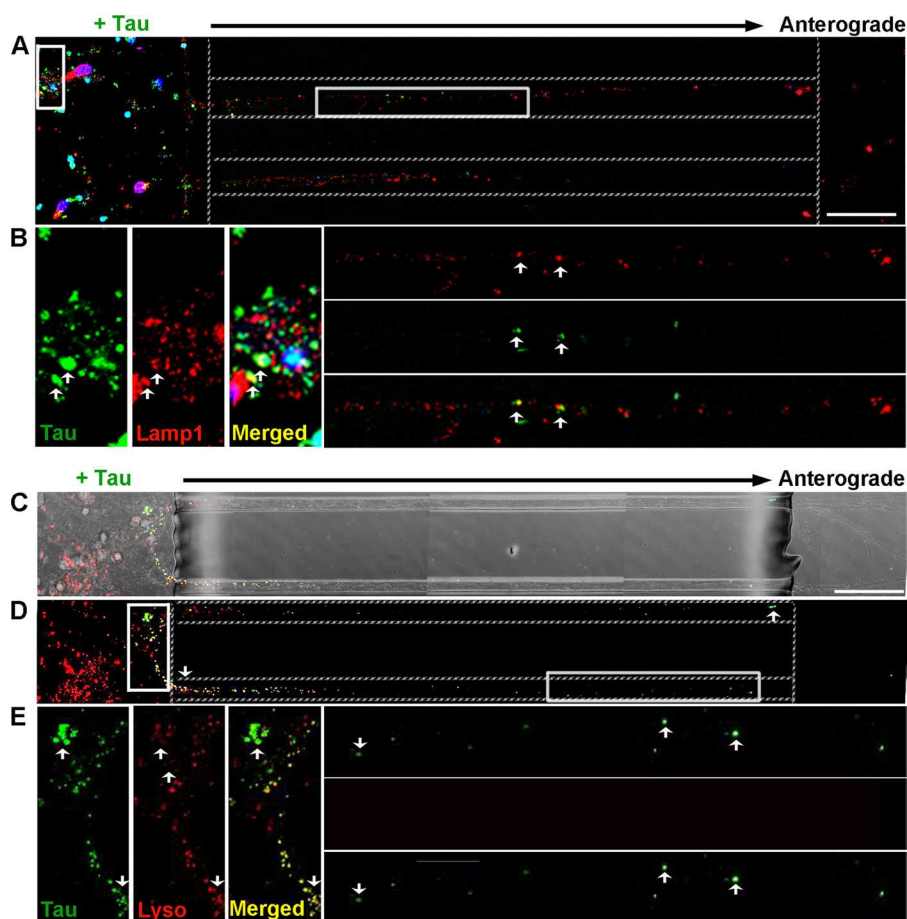 + Tau Anterograde
A
B
Tau Lamp1 Merged
+ Tau Anterograde
C
D
E
Tau Lyso Merged